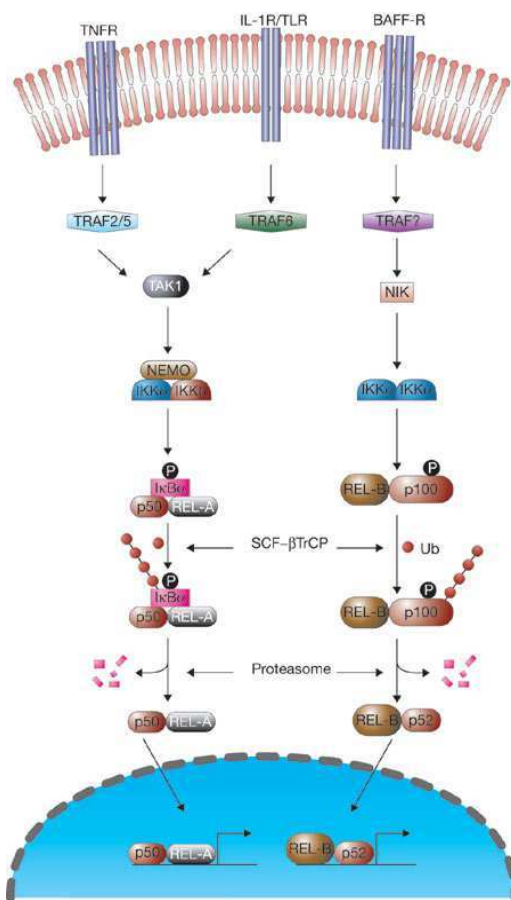 TNFR
IL-1R/TLR
BAFF-R
TRAF2/5
TRAF6
TRAF?
TAK1
NIK
NEMO
IKKα IKKβ
IKKα IKKα
P
IκBα
p50 REL-A
P
REL-B p100
SCF–βTrCP
Ub
P
IκBα
p50 REL-A
P
REL-B p100
Proteasome
p50 REL-A
REL-B p52
p50 REL-A
REL-B p52